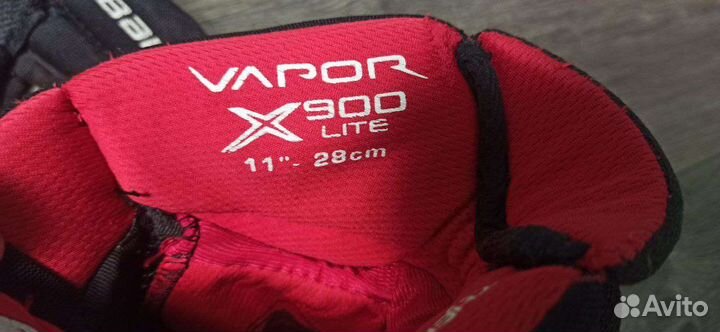 VAPOR
X900
LITE
11"- 28cm
Avito